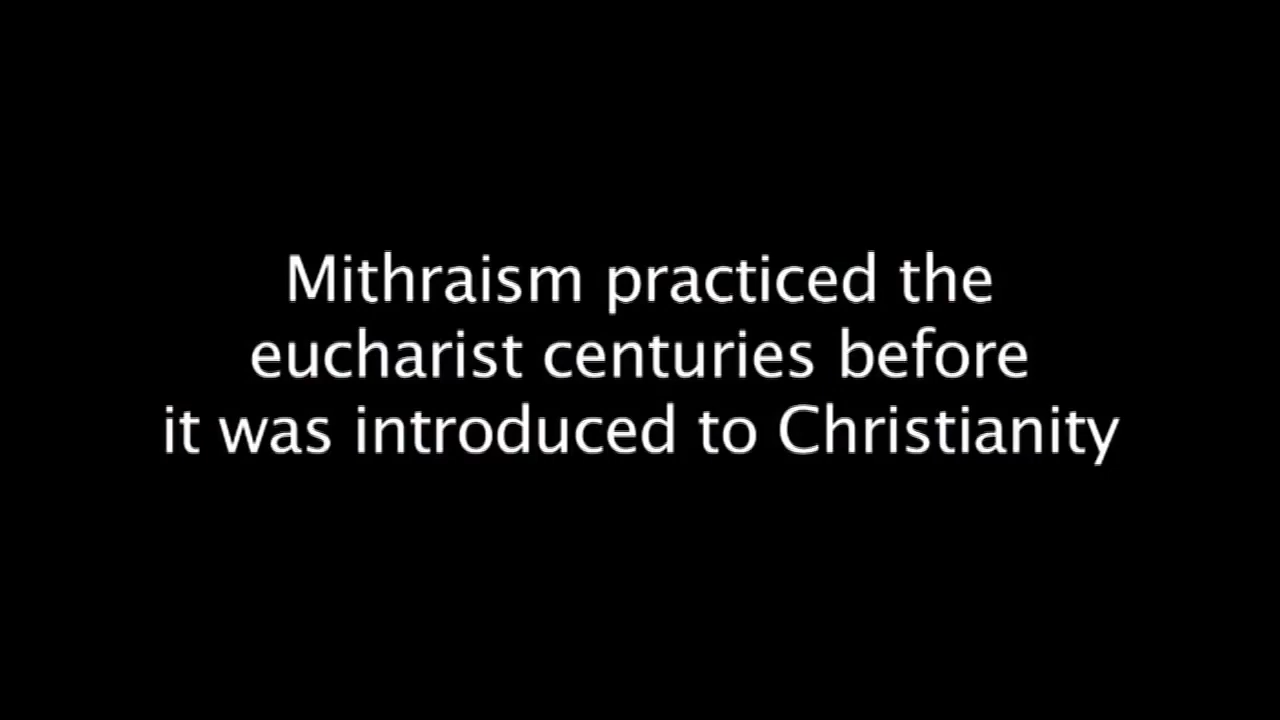 Mithraism practiced the
eucharist centuries before
it was introduced to Christianity